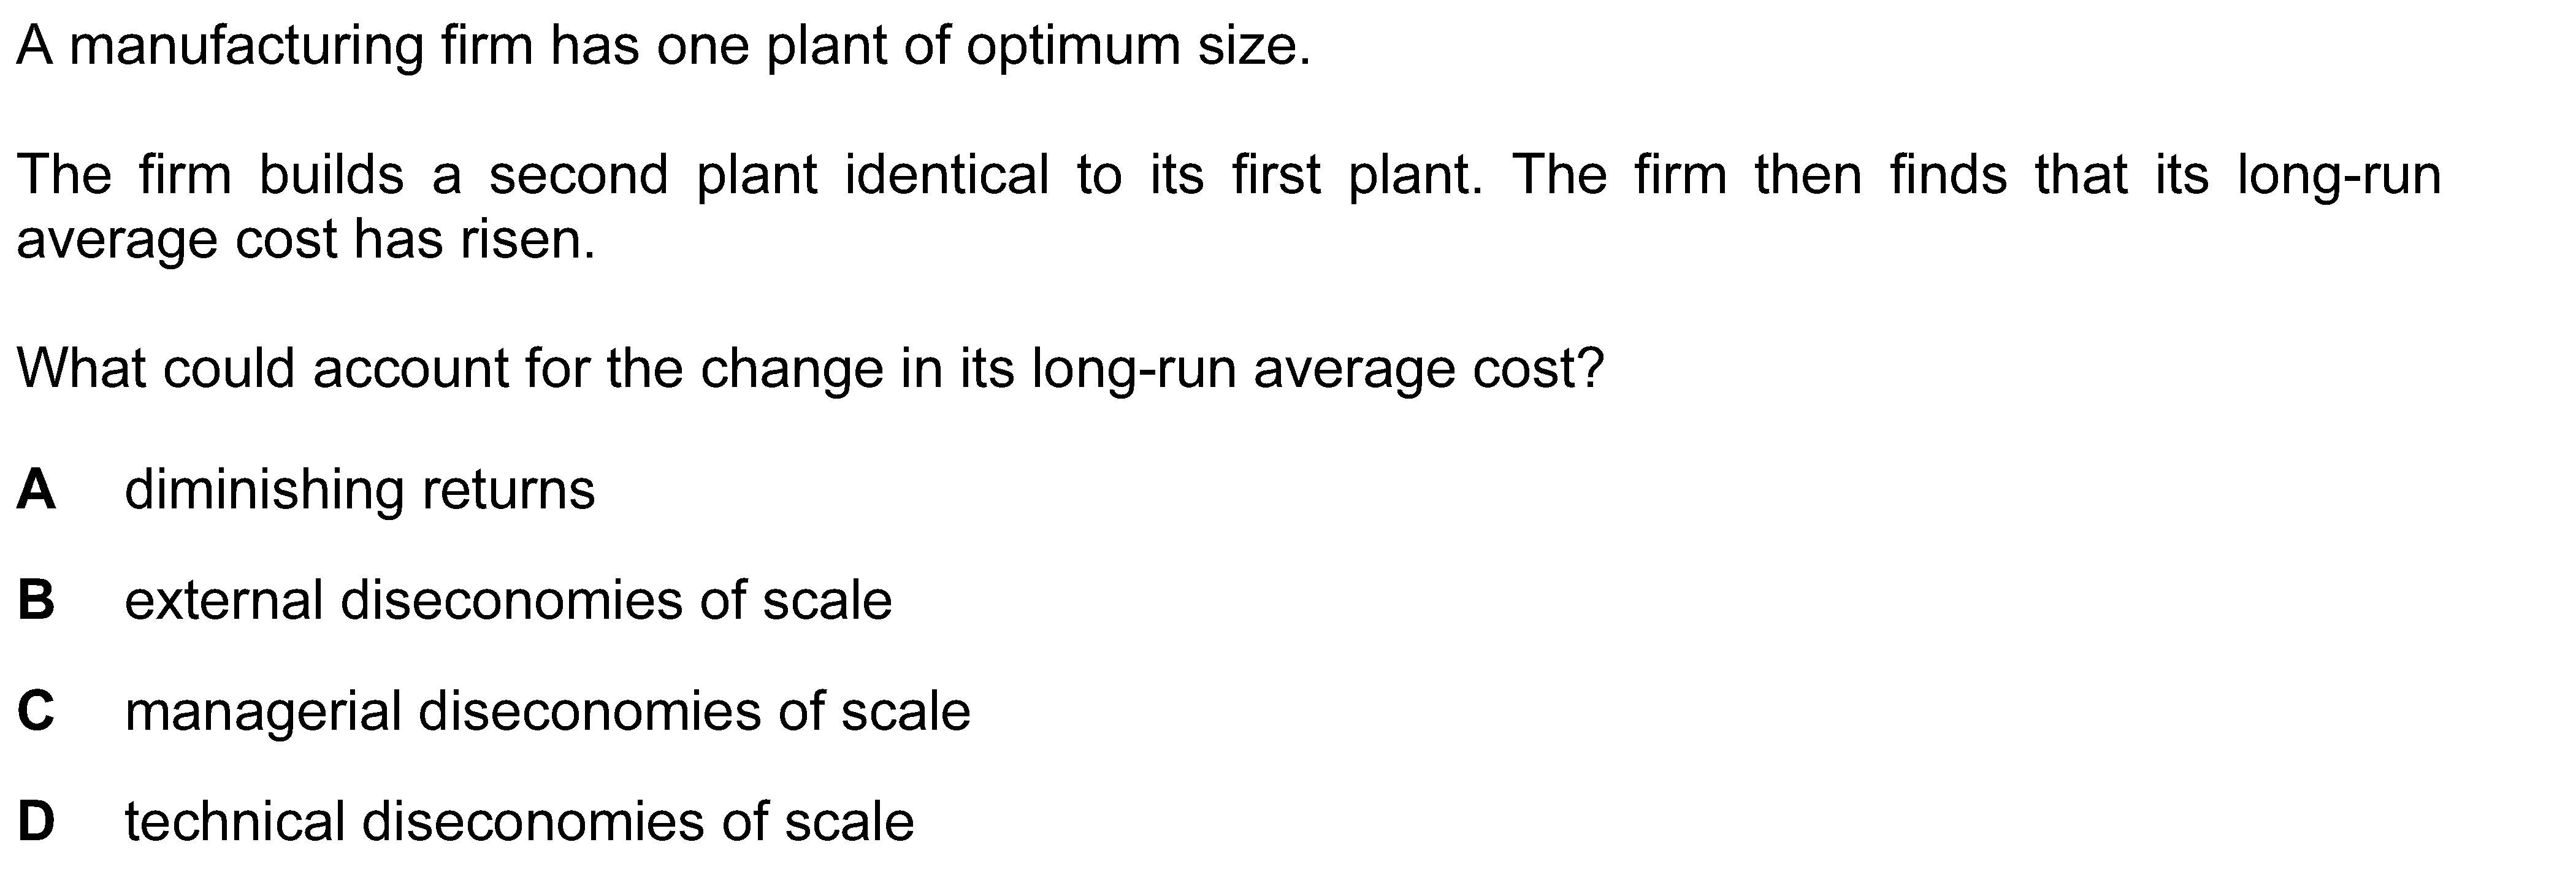 A manufacturing firm has one plant of optimum size.
The firm builds a second plant identical to its first plant. The firm then finds that its long-run
average cost has risen.
What could account for the change in its long-run average cost?
A diminishing returns
B external diseconomies of scale
C managerial diseconomies of scale
D technical diseconomies of scale